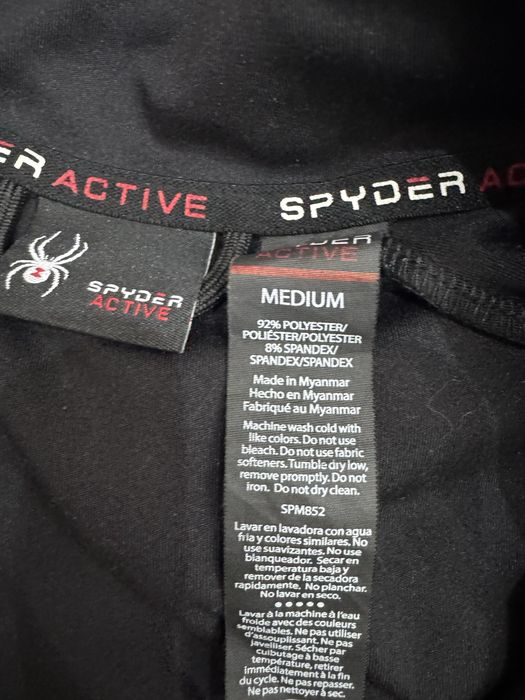 ER ACTIVE SPYDER AC
SPYDER
ACTIVE
SPYDER
ACTIVE
MEDIUM
92% POLYESTER/
POLIÉSTER/POLYESTER
8% SPANDEX/
SPANDEX/SPANDEX
Made in Myanmar
Hecho en Myanmar
Fabriqué au Myanmar
Machine wash cold with
like colors. Do not use
bleach. Do not use fabric
softeners. Tumble dry low,
remove promptly. Do not
iron. Do not dry clean.
SPM852
Lavar en lavadora con agua
fria y colores similares. No
use suavizantes. No use
blanqueador. Secar en
temperatura baja y
remover de la secadora
rapidamente. No planchar.
No lavar en seco.
Lavar à la machine à l'eau
froide avec des couleurs
semblables. Ne pas utiliser
d'assouplissant. Ne pas
javelliser. Sécher par
culbutage à basse
température, retirer
immédiatement à la fin
du cycle. Ne pas repasser.
Ne pas nettoyer à sec.